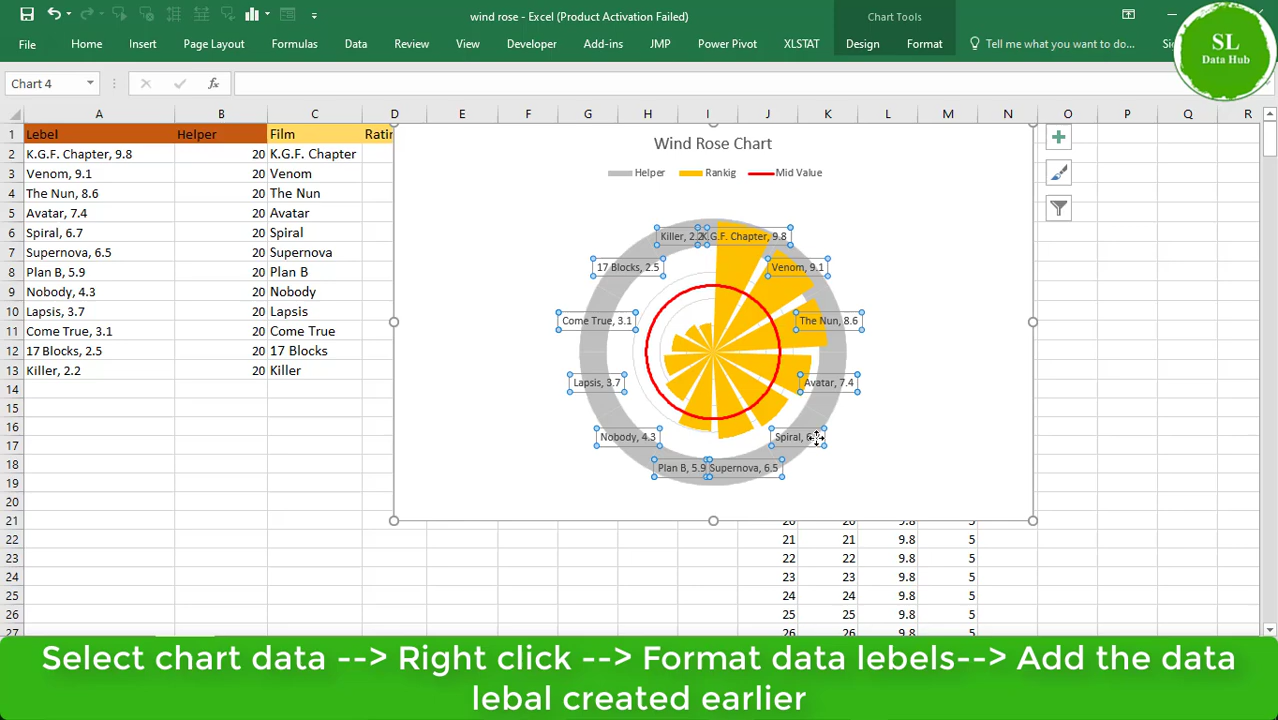 wind rose - Excel (Product Activation Failed)
Chart Tools
SL
Data Hub
File Home Insert Page Layout Formulas Data Review View Developer Add-ins JMP Power Pivot XLSTAT Design Format Tell me what you want to do...
Chart 4
fx
A B C D E F G H I J K L M N O P Q R
1 Lebel Helper Film
2 K.G.F. Chapter, 9.8 20 K.G.F. Chapter
3 Venom, 9.1 20 Venom
4 The Nun, 8.6 20 The Nun
5 Avatar, 7.4 20 Avatar
6 Spiral, 6.7 20 Spiral
7 Supernova, 6.5 20 Supernova
8 Plan B, 5.9 20 Plan B
9 Nobody, 4.3 20 Nobody
10 Lapsis, 3.7 20 Lapsis
11 Come True, 3.1 20 Come True
12 17 Blocks, 2.5 20 17 Blocks
13 Killer, 2.2 20 Killer
14
15
16
17
18
19
20
21
22 21 21 9.8 5
23 22 22 9.8 5
24 23 23 9.8 5
25 24 24 9.8 5
26 25 25 9.8 5
Wind Rose Chart
Helper Rankig Mid Value
K.G.F. Chapter, 9.8
17 Blocks, 2.5 Venom, 9.1
Come True, 3.1 The Nun, 8.6
Lapsis, 3.7 Avatar, 7.4
Nobody, 4.3 Spiral,
Plan B, 5.9 Supernova, 6.5
Select chart data --> Right click --> Format data lebels--> Add the data
lebal created earlier